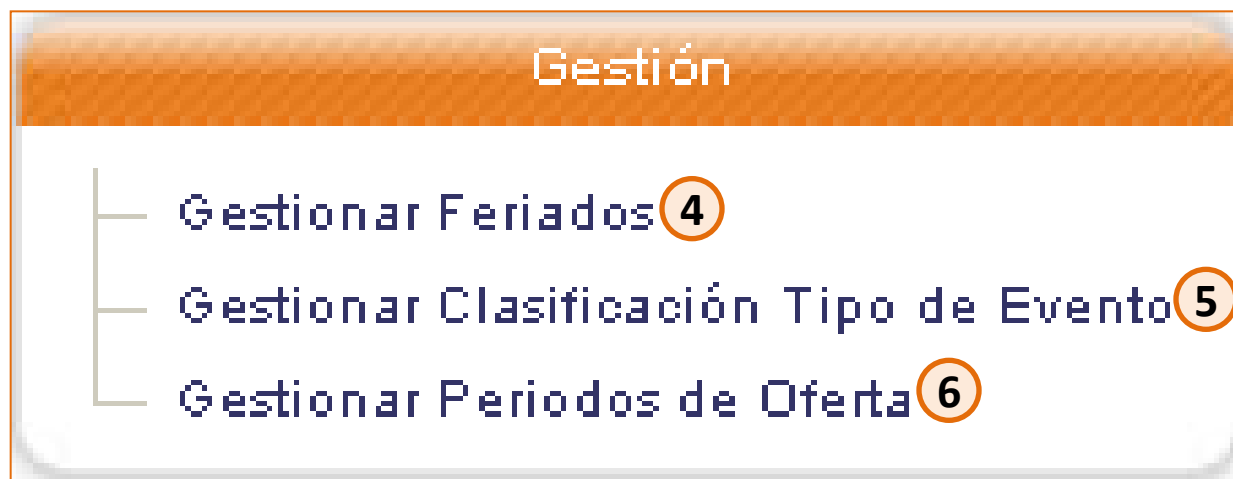 Gestión
Gestionar Feriados 4
Gestionar Clasificación Tipo de Evento 5
Gestionar Periodos de Oferta 6